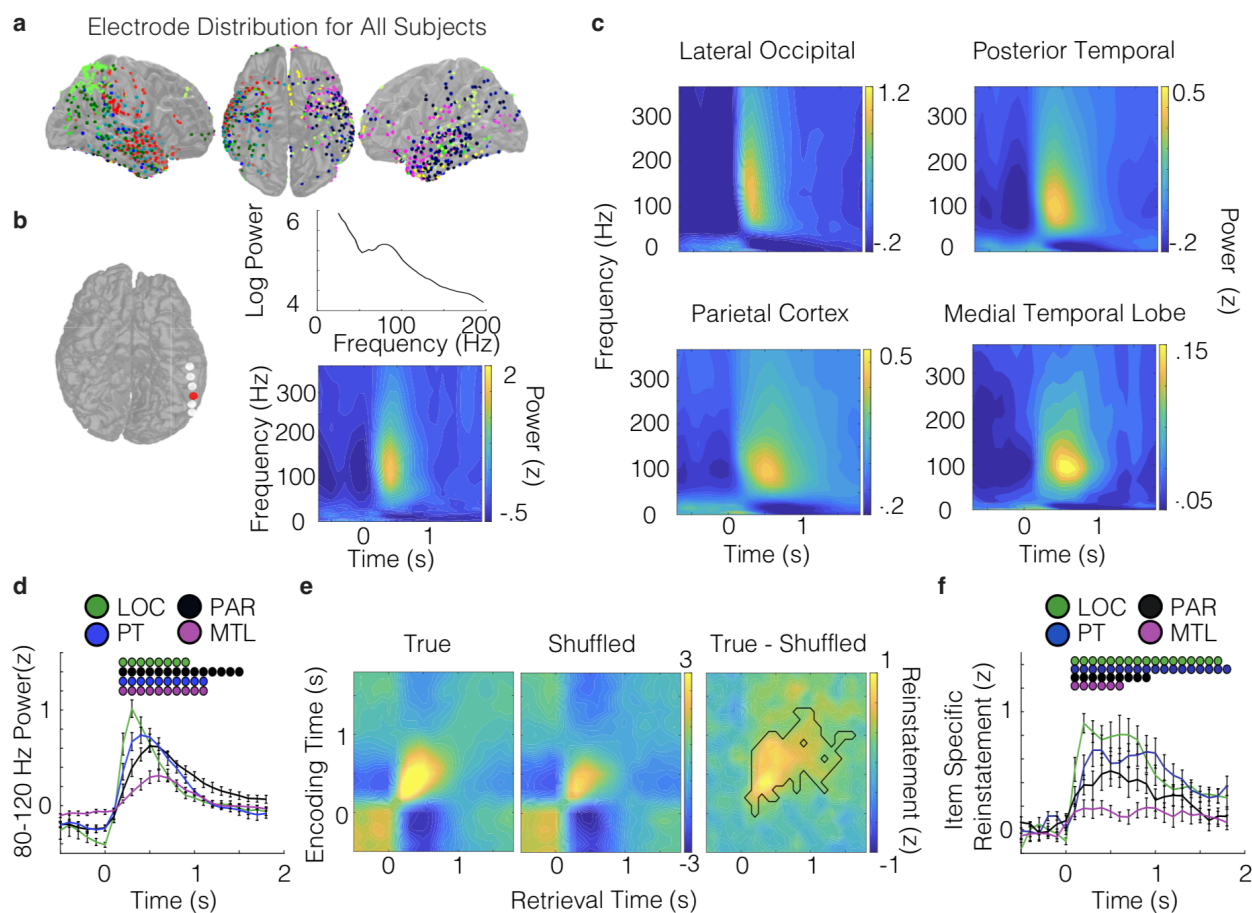 a
Electrode Distribution for All Subjects
b
Log Power
6
4
0 100 200
Frequency (Hz)
Frequency (Hz)
300
200
100
0
0 1
Time (s)
2
-.5
Power (z)
c
Lateral Occipital
Posterior Temporal
Frequency (Hz)
300
200
100
0
1.2
-.2
300
200
100
0
0.5
-.2
Power (z)
Parietal Cortex
Medial Temporal Lobe
300
200
100
0
0 1
Time (s)
0.5
-.2
300
200
100
0
0 1
Time (s)
.15
-.05
d
LOC PAR
PT MTL
80-120 Hz Power(z)
1
0
0 1 2
Time (s)
e
True Shuffled True - Shuffled
Encoding Time (s)
1
0
0 1
0 1
0 1
Retrieval Time (s)
3
-3
1
-1
Reinstatement (z)
f
LOC PAR
PT MTL
Item Specific
Reinstatement (z)
1
0
0 1 2
Time (s)